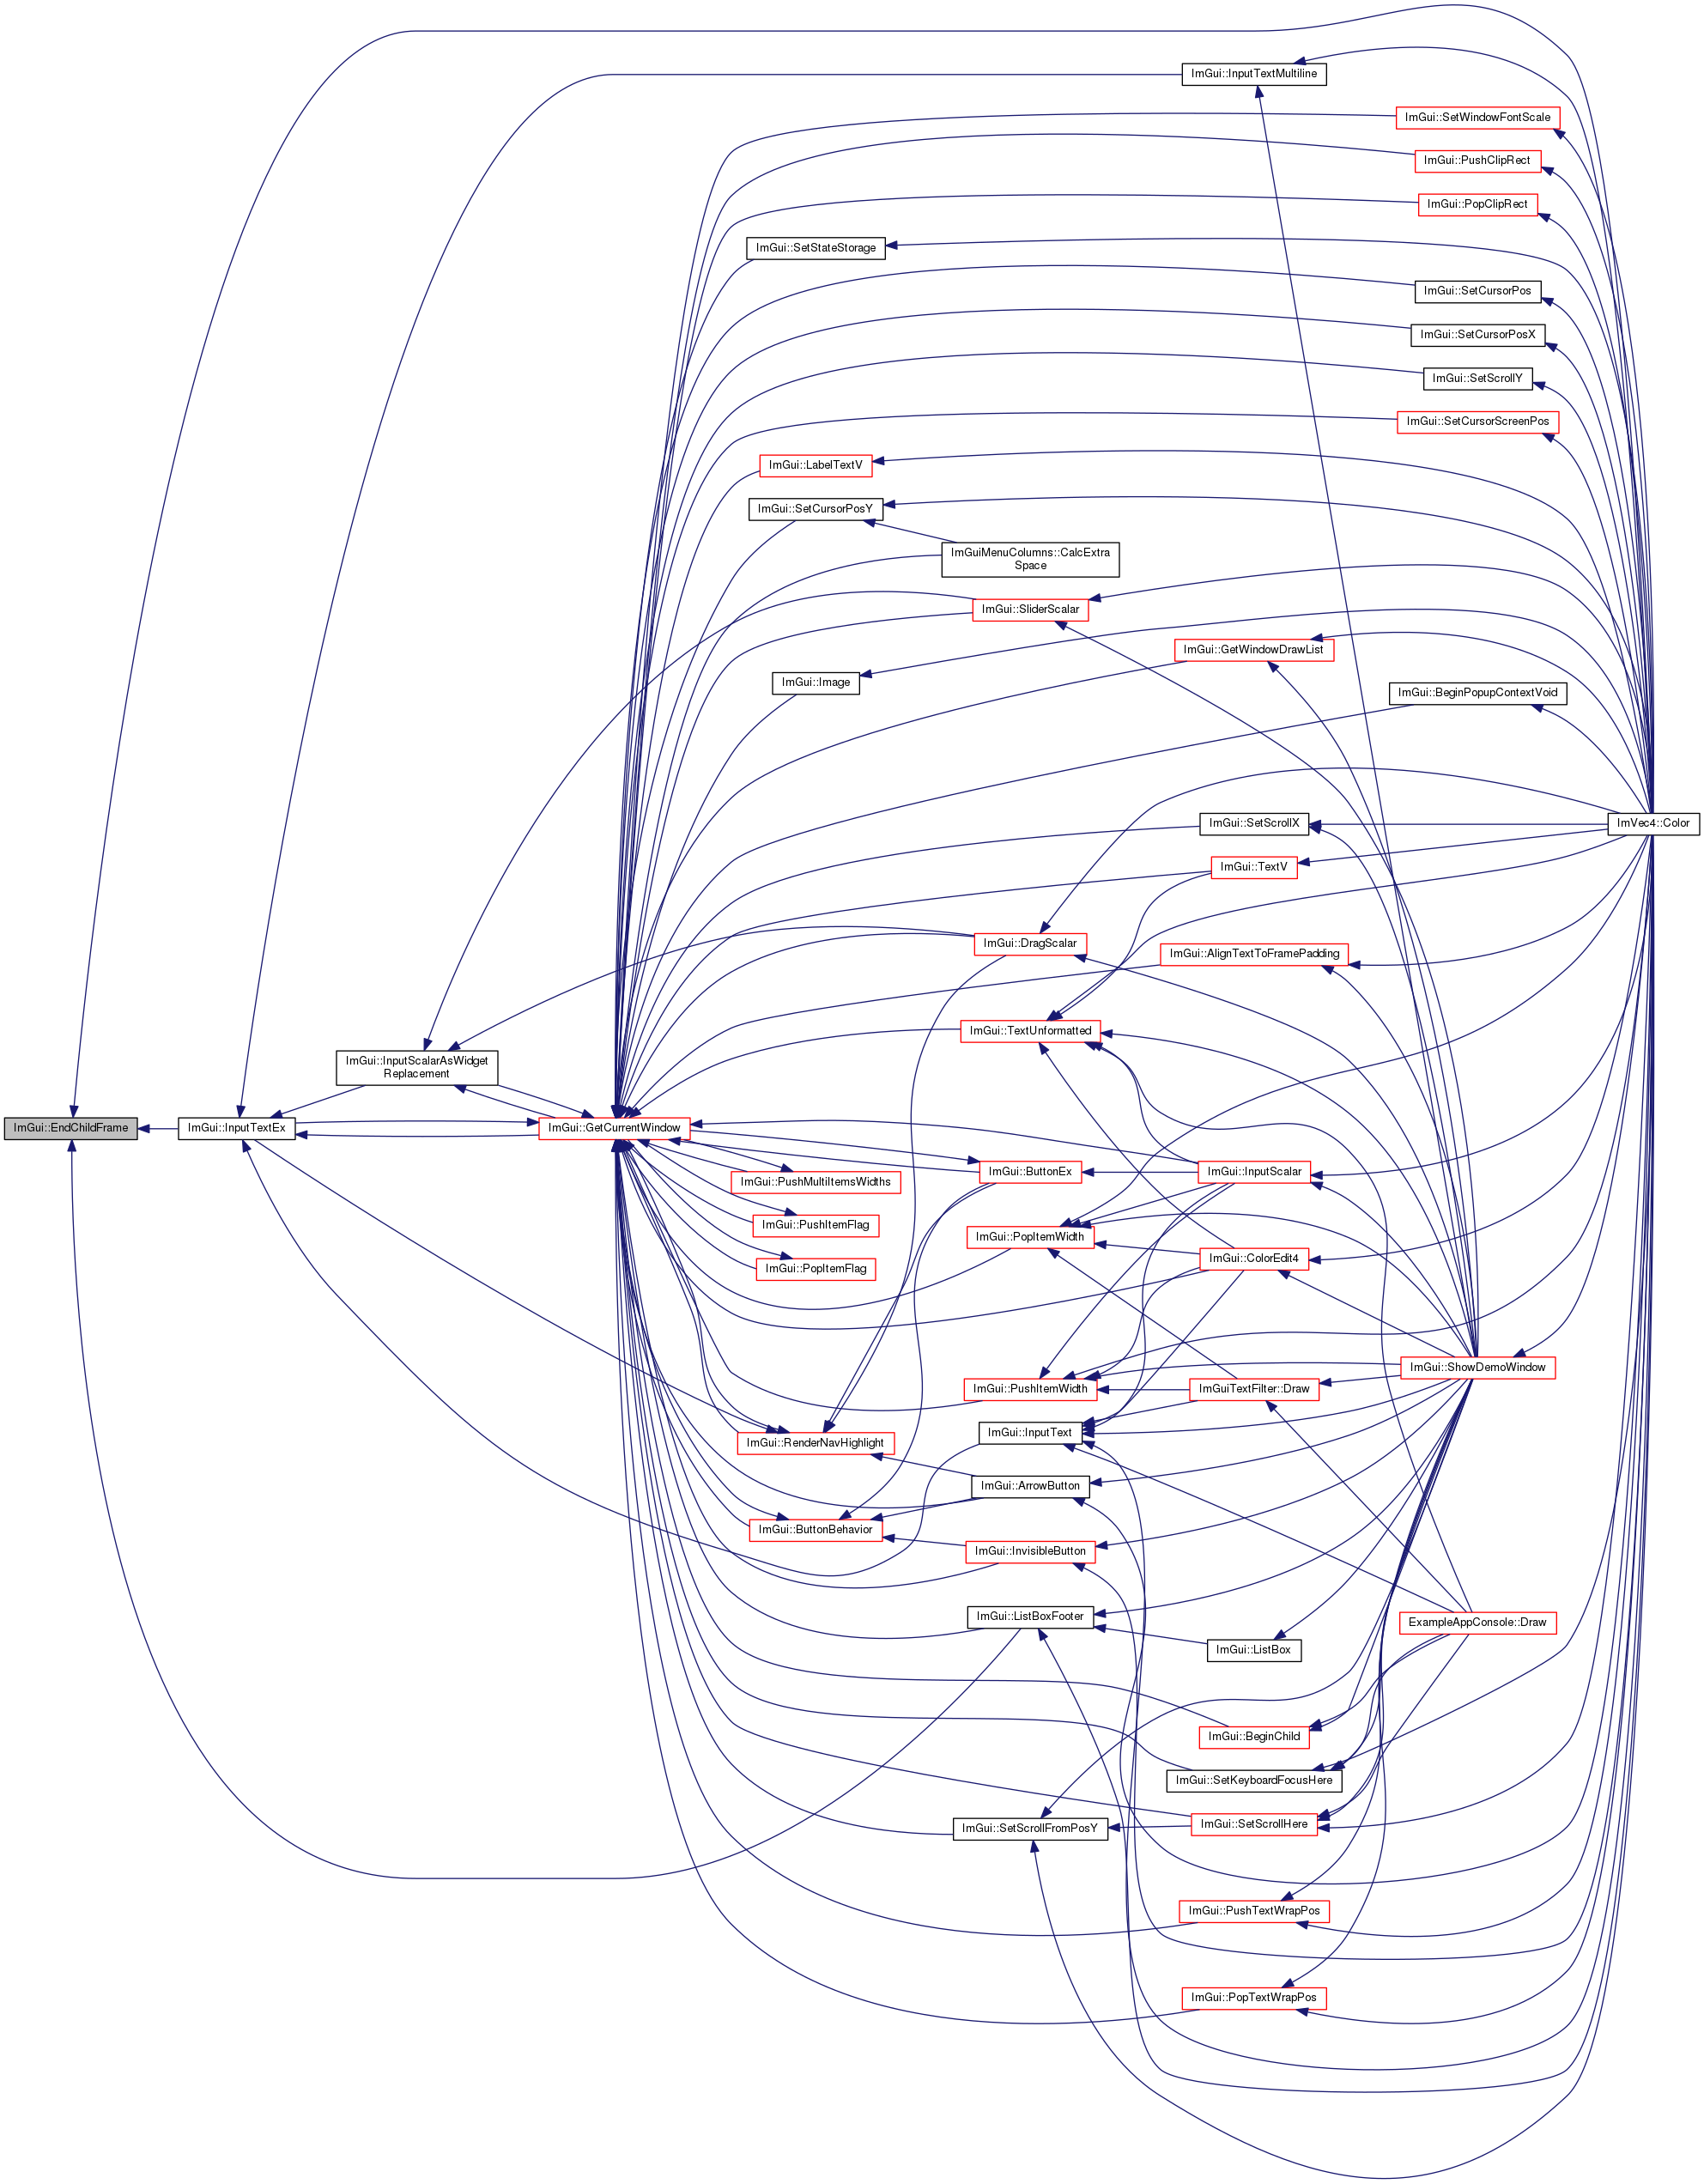 ImGui::InputTextMultiline
ImGui::SetWindowFontScale
ImGui::PushClipRect
ImGui::PopClipRect
ImGui::SetStateStorage
ImGui::SetCursorPos
ImGui::SetCursorPosX
ImGui::SetScrollY
ImGui::SetCursorScreenPos
ImGui::LabelTextV
ImGui::SetCursorPosY
ImGuiMenuColumns::CalcExtra
Space
ImGui::SliderScalar
ImGui::GetWindowDrawList
ImGui::Image
ImGui::BeginPopupContextVoid
ImGui::SetScrollX
ImVec4::Color
ImGui::TextV
ImGui::DragScalar
ImGui::AlignTextToFramePadding
ImGui::TextUnformatted
ImGui::InputScalarAsWidget
Replacement
ImGui::EndChildFrame
ImGui::InputTextEx
ImGui::GetCurrentWindow
ImGui::ButtonEx
ImGui::InputScalar
ImGui::PushMultiItemsWidths
ImGui::PushItemFlag
ImGui::PopItemWidth
ImGui::ColorEdit4
ImGui::PopItemFlag
ImGui::ShowDemoWindow
ImGui::PushItemWidth
ImGuiTextFilter::Draw
ImGui::InputText
ImGui::RenderNavHighlight
ImGui::ArrowButton
ImGui::ButtonBehavior
ImGui::InvisibleButton
ImGui::ListBoxFooter
ExampleAppConsole::Draw
ImGui::ListBox
ImGui::BeginChild
ImGui::SetKeyboardFocusHere
ImGui::SetScrollHere
ImGui::SetScrollFromPosY
ImGui::PushTextWrapPos
ImGui::PopTextWrapPos